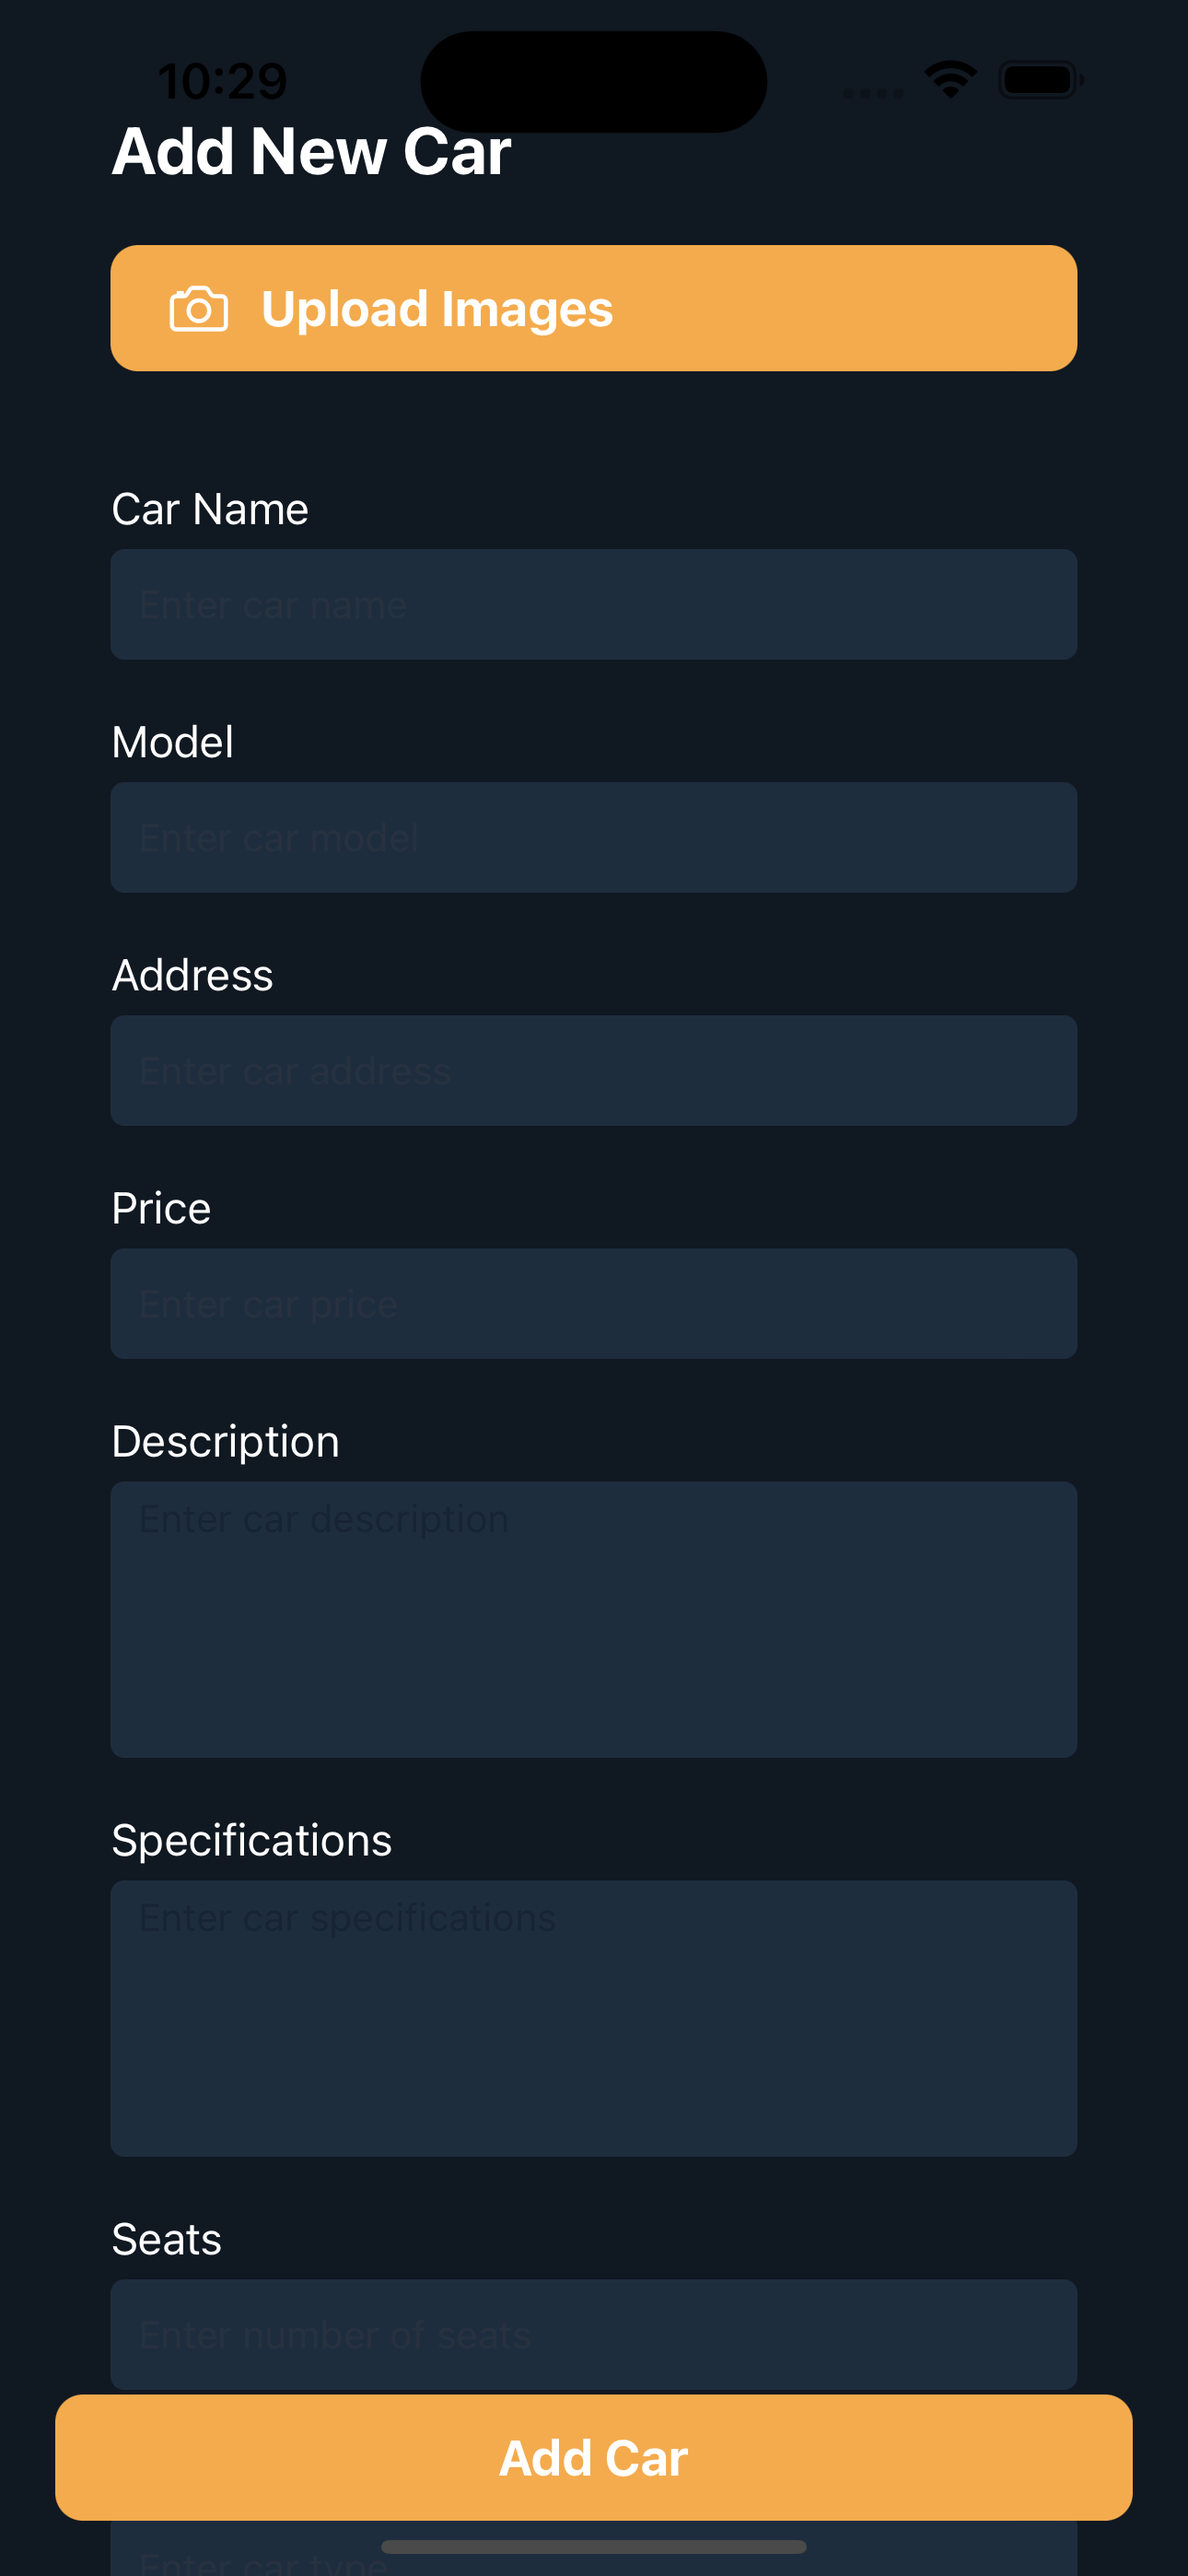 10:29
Add New Car
Upload Images
Car Name
Enter car name
Model
Enter car model
Address
Enter car address
Price
Enter car price
Description
Enter car description
Specifications
Enter car specifications
Seats
Enter number of seats
Add Car
Enter car type